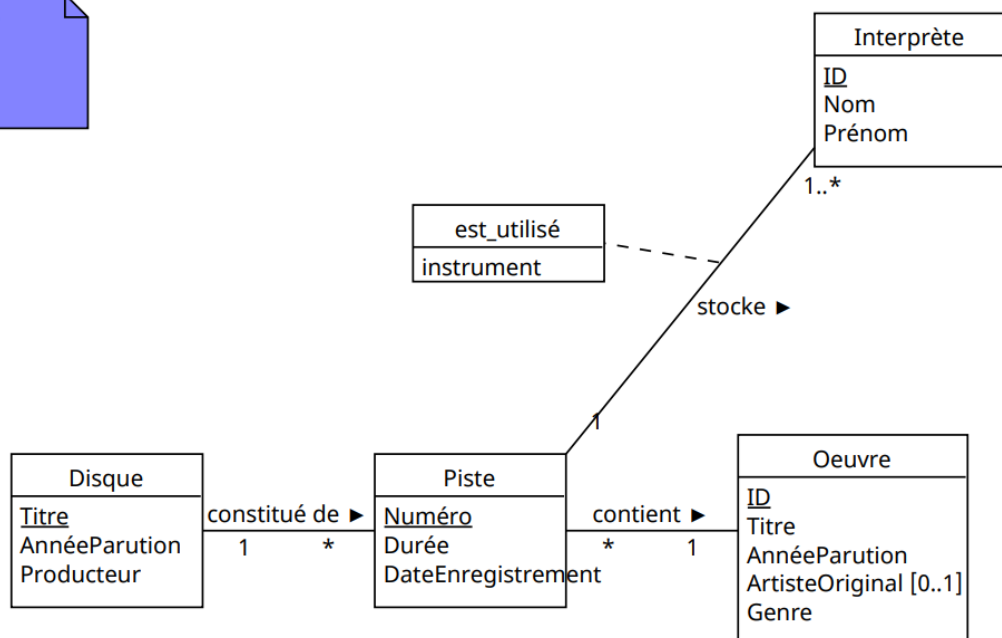 Interprète
ID
Nom
Prénom
1..*
est_utilisé
instrument
stocke ►
1
Disque
Titre
AnnéeParution
Producteur
constitué de ►
1
*
Piste
Numéro
Durée
DateEnregistrement
contient ►
*
1
Oeuvre
ID
Titre
AnnéeParution
ArtisteOriginal [0..1]
Genre